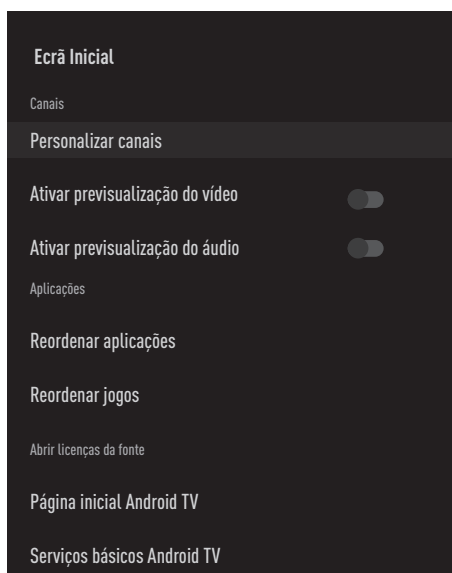 Ecrã Inicial
Canais
Personalizar canais
Ativar previsualização do vídeo
Ativar previsualização do áudio
Aplicações
Reordenar aplicações
Reordenar jogos
Abrir licenças da fonte
Página inicial Android TV
Serviços básicos Android TV